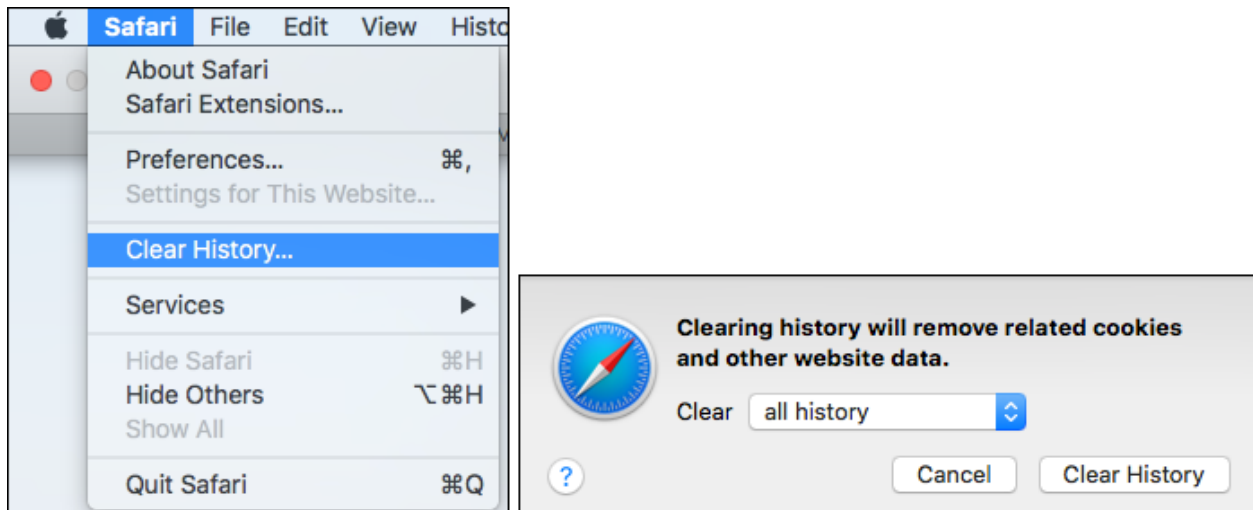 Safari File Edit View Histo
About Safari
Safari Extensions...
Preferences... ⌘,
Settings for This Website...
Clear History...
Services ▶
Hide Safari ⌘H
Hide Others ⌥⌘H
Show All
Quit Safari ⌘Q
Clearing history will remove related cookies
and other website data.
Clear all history
? Cancel Clear History